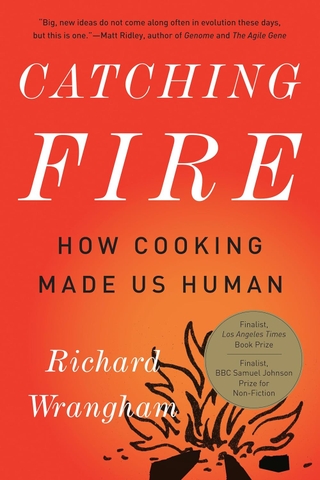 “Big, new ideas do not come along often in evolution these days,
but this is one.”—Matt Ridley, author of Genome and The Agile Gene
CATCHING
FIRE
HOW COOKING
MADE US HUMAN
Finalist,
Los Angeles Times
Book Prize
Finalist,
BBC Samuel Johnson
Prize for
Non-Fiction
Richard
Wrangham